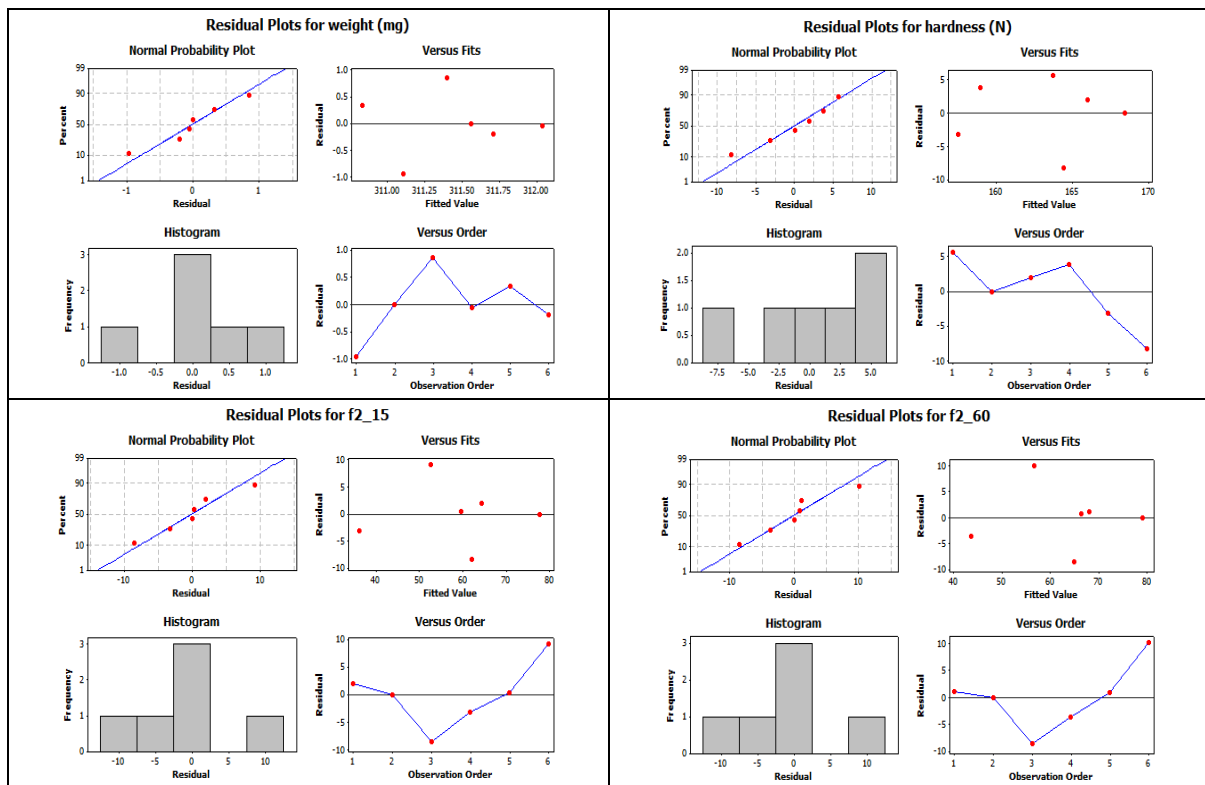 Residual Plots for weight (mg)
Normal Probability Plot
Versus Fits
99
90
50
10
1
Percent
-1
0
1
Residual
1.0
0.5
0.0
-0.5
-1.0
Residual
311.00
311.25
311.50
311.75
312.00
Fitted Value
Histogram
Versus Order
3
2
1
0
Frequency
-1.0
-0.5
0.0
0.5
1.0
Residual
1.0
0.5
0.0
-0.5
-1.0
Residual
1
2
3
4
5
6
Observation Order
Residual Plots for hardness (N)
Normal Probability Plot
Versus Fits
99
90
50
10
1
Percent
-10
-5
0
5
10
Residual
5
0
-5
-10
Residual
160
165
170
Fitted Value
Histogram
Versus Order
2.0
1.5
1.0
0.5
0.0
Frequency
-7.5
-5.0
-2.5
0.0
2.5
5.0
Residual
5
0
-5
-10
Residual
1
2
3
4
5
6
Observation Order
Residual Plots for f2_15
Normal Probability Plot
Versus Fits
99
90
50
10
1
Percent
-10
0
10
Residual
10
5
0
-5
-10
Residual
40
50
60
70
80
Fitted Value
Histogram
Versus Order
3
2
1
0
Frequency
-10
-5
0
5
10
Residual
10
5
0
-5
-10
Residual
1
2
3
4
5
6
Observation Order
Residual Plots for f2_60
Normal Probability Plot
Versus Fits
99
90
50
10
1
Percent
-10
0
10
Residual
10
5
0
-5
-10
Residual
40
50
60
70
80
Fitted Value
Histogram
Versus Order
3
2
1
0
Frequency
-10
-5
0
5
10
Residual
10
5
0
-5
-10
Residual
1
2
3
4
5
6
Observation Order